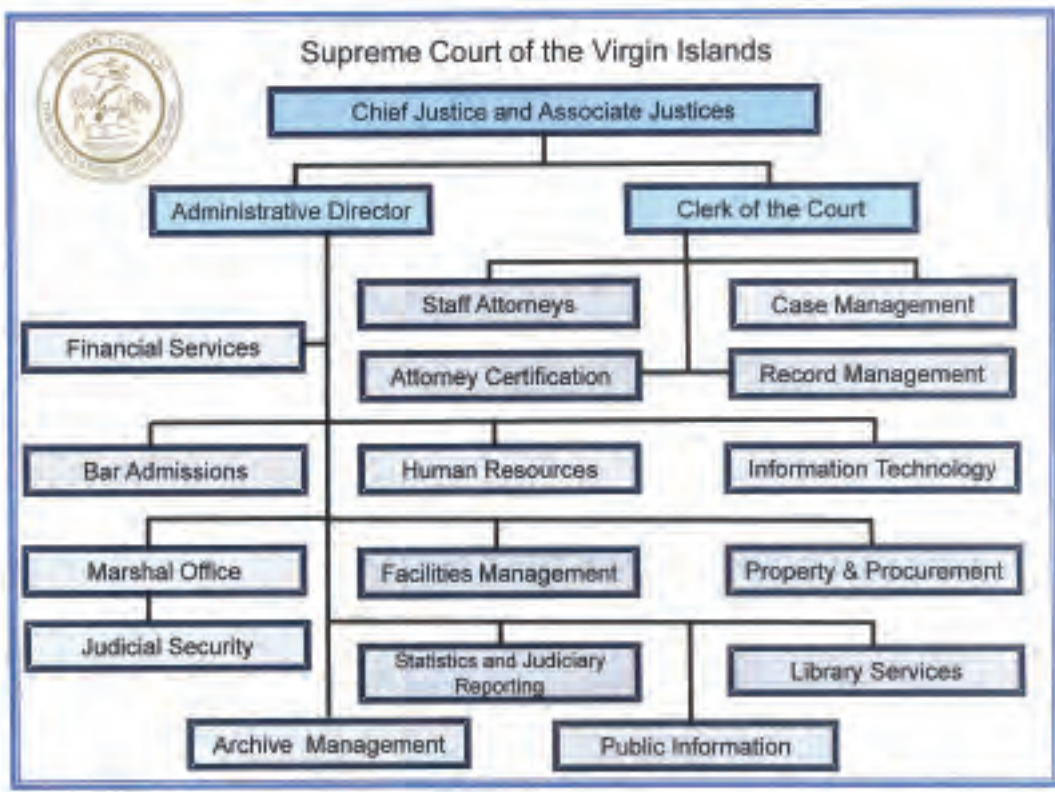 Supreme Court of the Virgin Islands
Chief Justice and Associate Justices
Administrative Director
Clerk of the Court
Staff Attorneys
Case Management
Financial Services
Attorney Certification
Record Management
Bar Admissions
Human Resources
Information Technology
Marshal Office
Facilities Management
Property & Procurement
Judicial Security
Statistics and Judiciary
Reporting
Library Services
Archive Management
Public Information